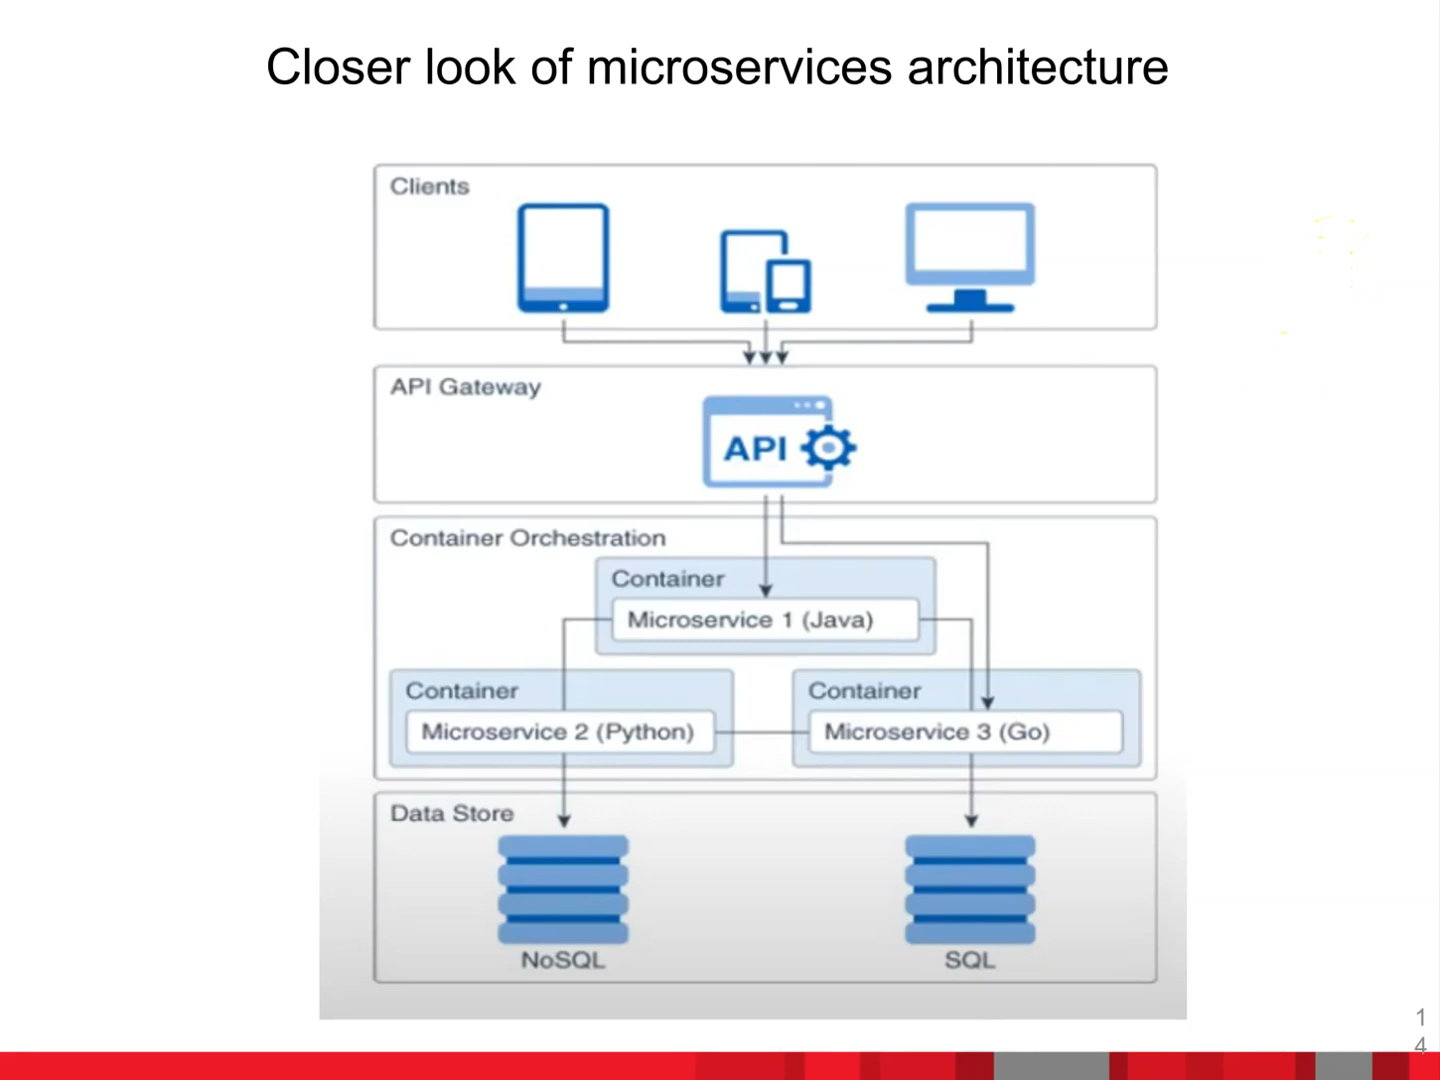 Closer look of microservices architecture
Clients
API Gateway
API
Container Orchestration
Container
Microservice 1 (Java)
Container
Microservice 2 (Python)
Container
Microservice 3 (Go)
Data Store
NoSQL
SQL
1
4